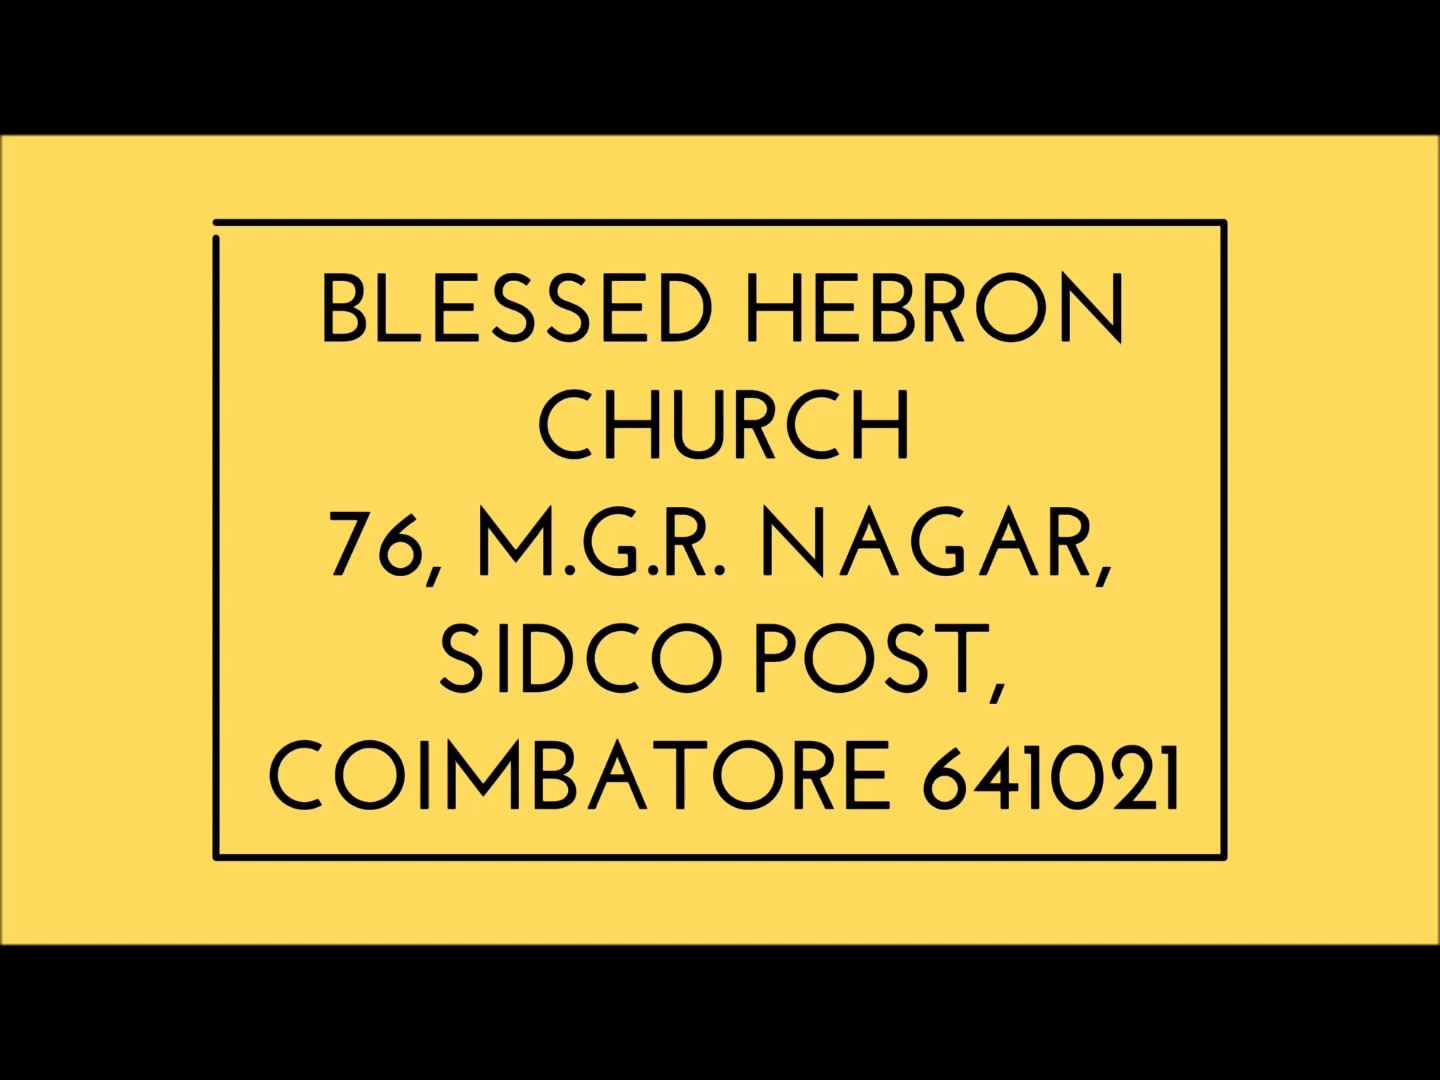 BLESSED HEBRON
CHURCH
76, M.G.R. NAGAR,
SIDCO POST,
COIMBATORE 641021